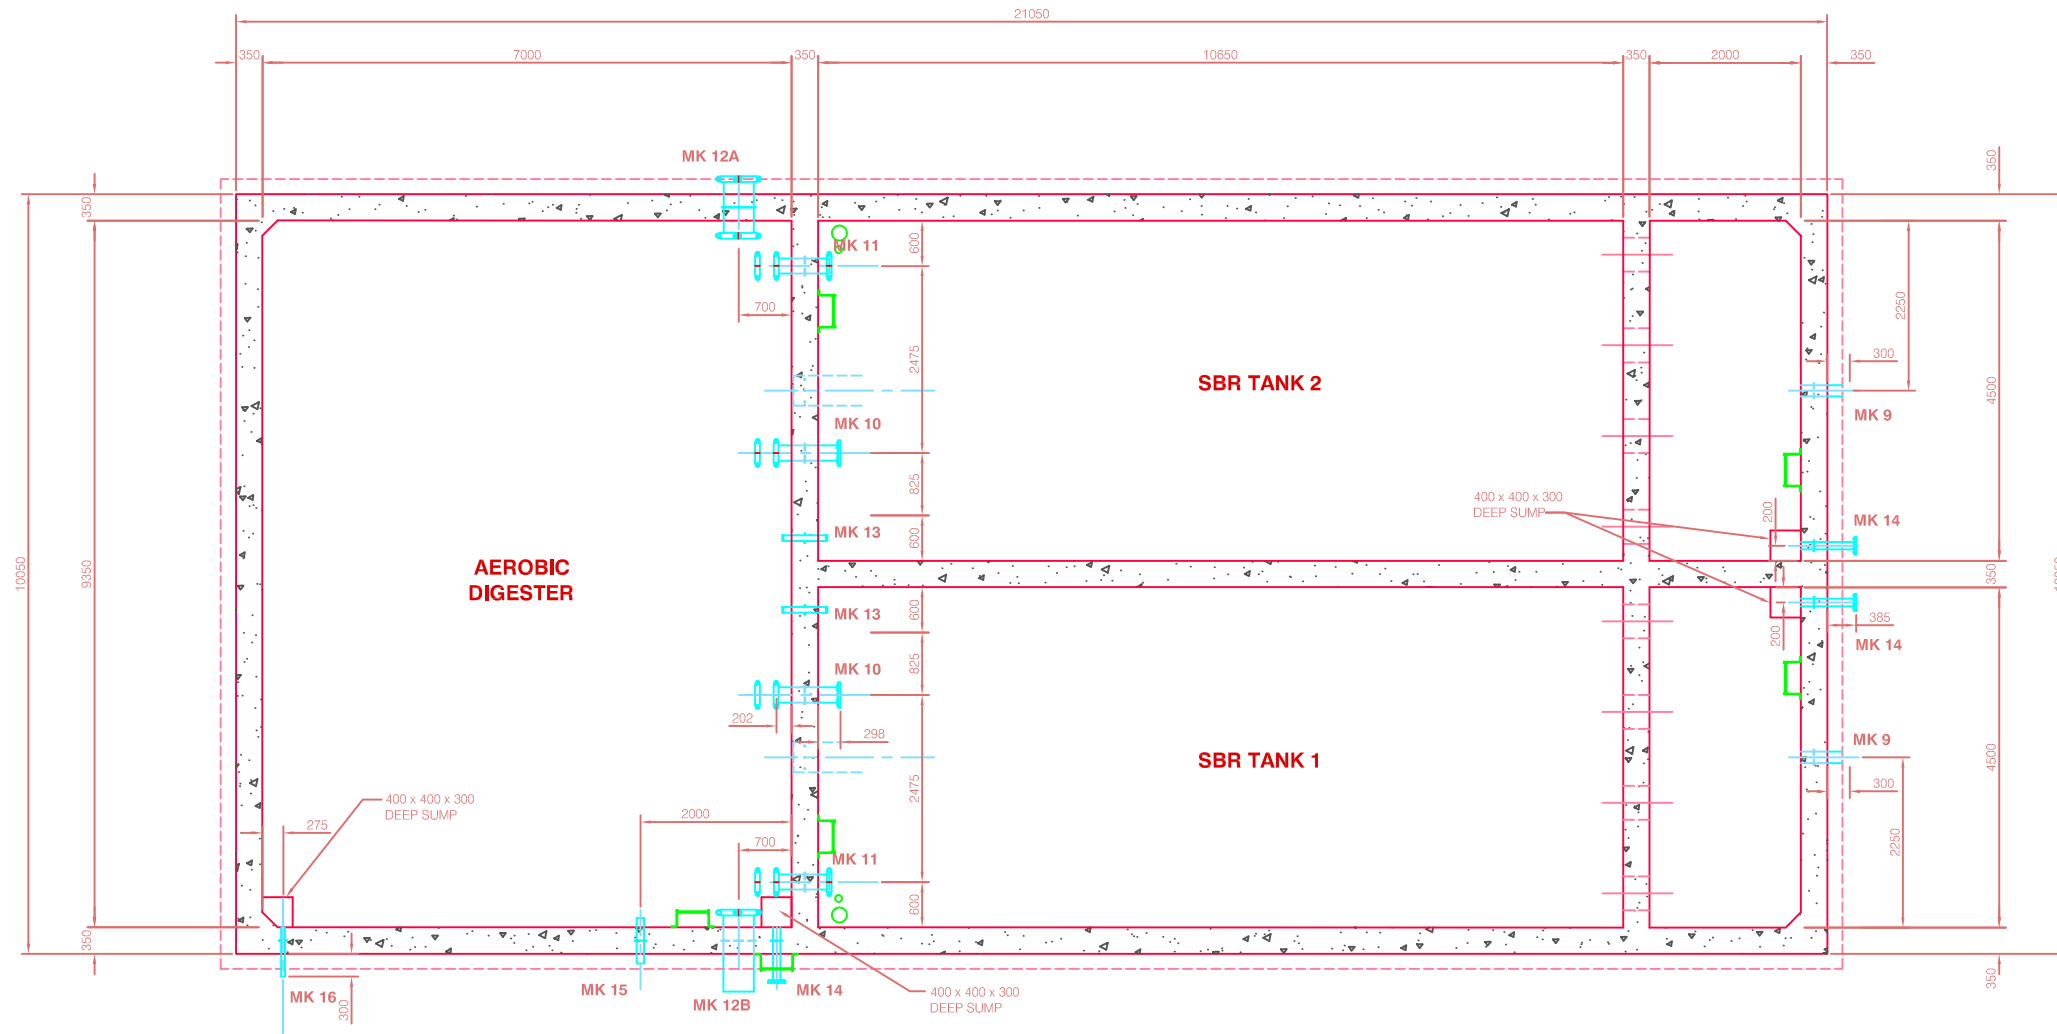 21050
350
7000
350
10650
350
2000
350
MK 12A
350
350
MK 11
600
700
2250
2475
300
SBR TANK 2
4500
MK 9
MK 10
825
400 x 400 x 300
DEEP SUMP
200
MK 14
MK 13
600
AEROBIC
DIGESTER
10050
9350
350
MK 13
600
385
200
MK 14
MK 10
825
202
298
MK 9
SBR TANK 1
4500
2475
300
400 x 400 x 300
DEEP SUMP
275
2000
700
2250
MK 11
600
350
350
MK 16
300
MK 15
MK 12B
MK 14
400 x 400 x 300
DEEP SUMP